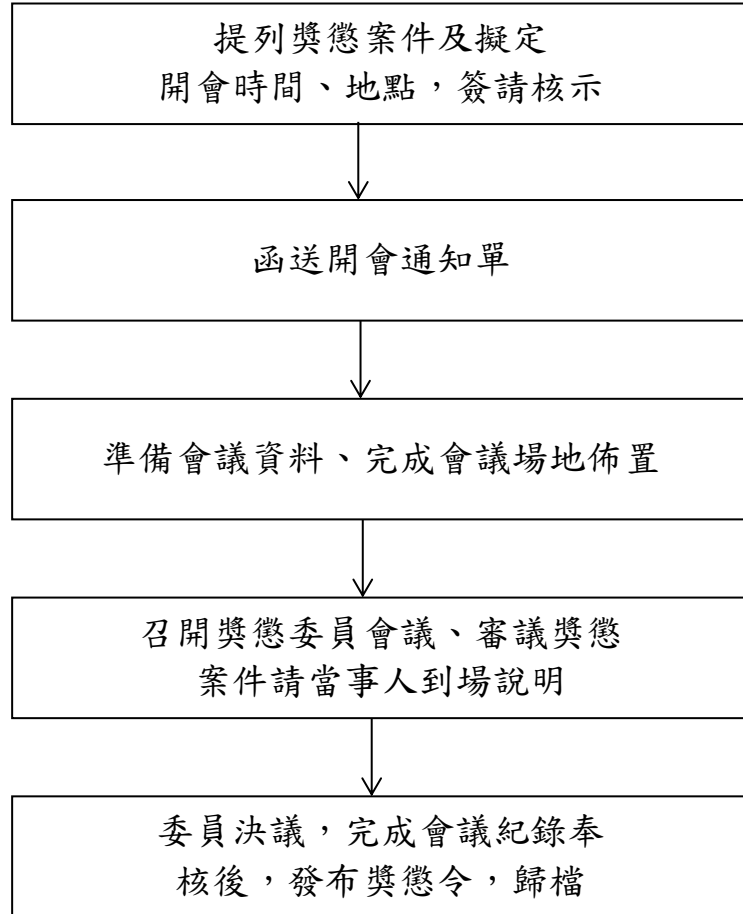 提列獎懲案件及擬定
開會時間、地點，簽請核示
函送開會通知單
準備會議資料、完成會議場地佈置
召開獎懲委員會議、審議獎懲
案件請當事人到場說明
委員決議，完成會議紀錄奉
核後，發布獎懲令，歸檔